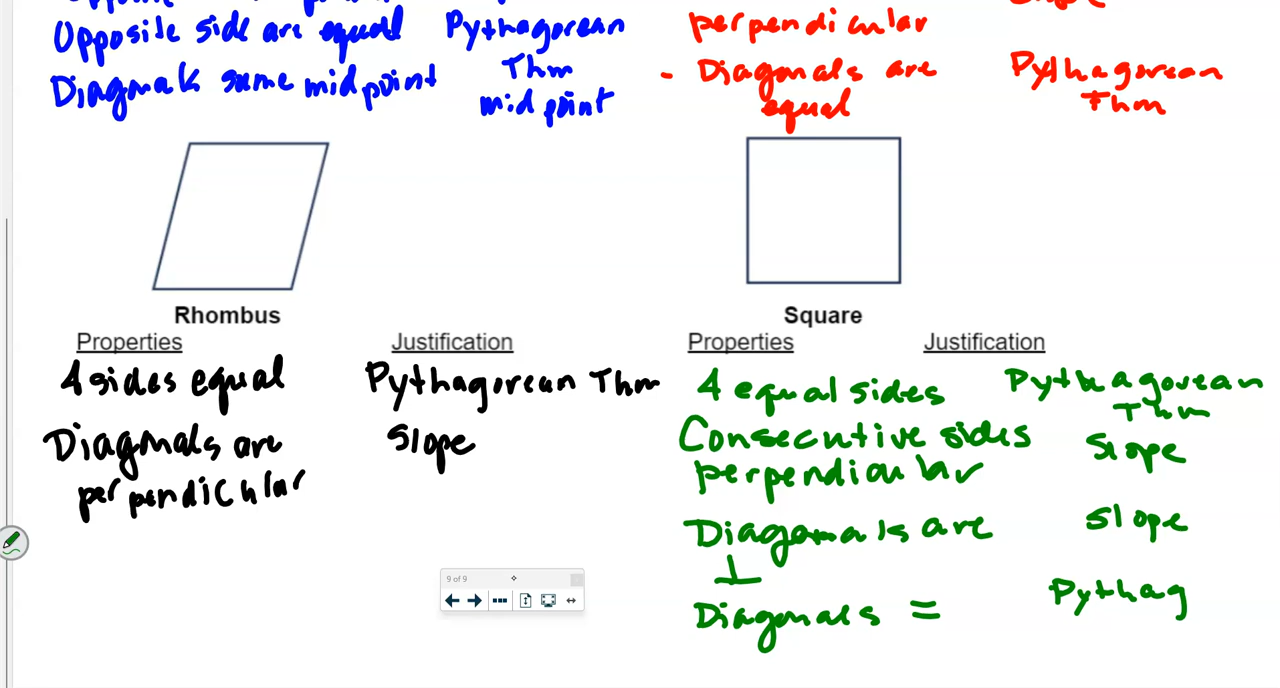 Opposite side are equal
Pythagorean
Thm
Diagonals same midpoint
midpoint
perpendicular
- Diagonals are
equal
Pythagorean
Thm
Rhombus
Properties
Justification
4 sides equal
Pythagorean Thm
Diagonals are
perpendicular
Slope
Square
Properties
Justification
4 equal sides
Pythagorean
Thm
Consecutive sides
perpendicular
Slope
Diagonals are
⊥
Slope
Diagonals =
Pythag
9 of 9